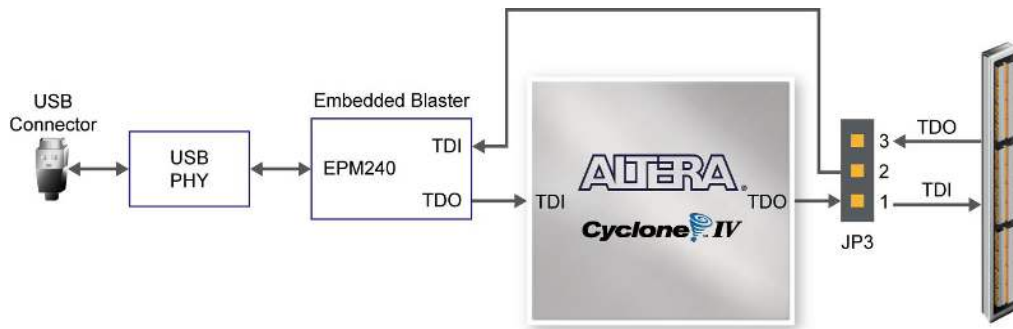 USB
Connector
USB
PHY
Embedded Blaster
TDI
EPM240
TDO
TDI
ALTERA®
Cyclone IV
TDO
3
2
1
JP3
TDO
TDI